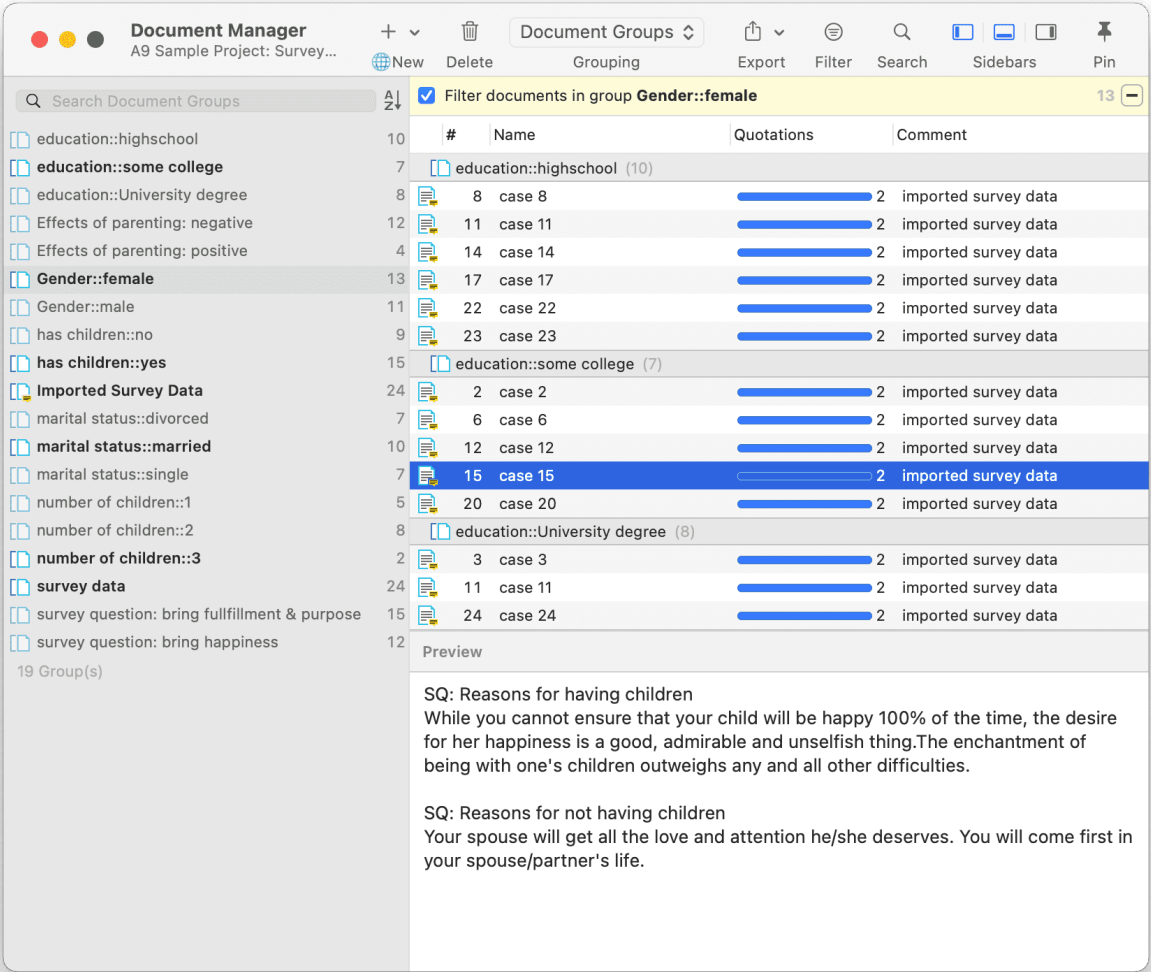 Document Manager
A9 Sample Project: Survey...
New
Delete
Document Groups
Grouping
Export
Filter
Search
Sidebars
Pin
Search Document Groups
A
Z
education::highschool 10
education::some college 7
education::University degree 8
Effects of parenting: negative 12
Effects of parenting: positive 4
Gender::female 13
Gender::male 11
has children::no 9
has children::yes 15
Imported Survey Data 24
marital status::divorced 7
marital status::married 10
marital status::single 7
number of children::1 5
number of children::2 8
number of children::3 2
survey data 24
survey question: bring fullfillment & purpose 15
survey question: bring happiness 12
19 Group(s)
Filter documents in group Gender::female 13
# Name Quotations Comment
education::highschool (10)
8 case 8 2 imported survey data
11 case 11 2 imported survey data
14 case 14 2 imported survey data
17 case 17 2 imported survey data
22 case 22 2 imported survey data
23 case 23 2 imported survey data
education::some college (7)
2 case 2 2 imported survey data
6 case 6 2 imported survey data
12 case 12 2 imported survey data
15 case 15 2 imported survey data
20 case 20 2 imported survey data
education::University degree (8)
3 case 3 2 imported survey data
11 case 11 2 imported survey data
24 case 24 2 imported survey data
Preview
SQ: Reasons for having children
While you cannot ensure that your child will be happy 100% of the time, the desire
for her happiness is a good, admirable and unselfish thing.The enchantment of
being with one's children outweighs any and all other difficulties.
SQ: Reasons for not having children
Your spouse will get all the love and attention he/she deserves. You will come first in
your spouse/partner's life.